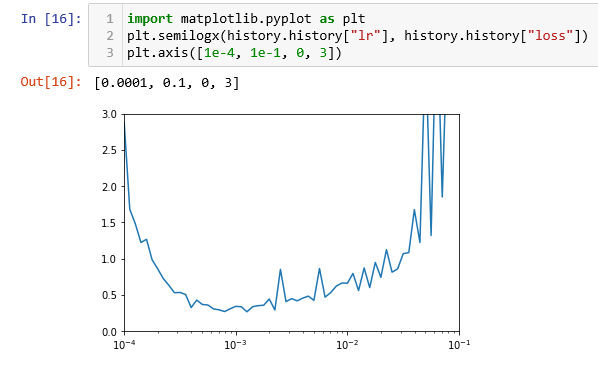 In [16]:
1 import matplotlib.pyplot as plt
2 plt.semilogx(history.history["lr"], history.history["loss"])
3 plt.axis([1e-4, 1e-1, 0, 3])
Out[16]: [0.0001, 0.1, 0, 3]
3.0
2.5
2.0
1.5
1.0
0.5
0.0
10⁻⁴ 10⁻³ 10⁻² 10⁻¹